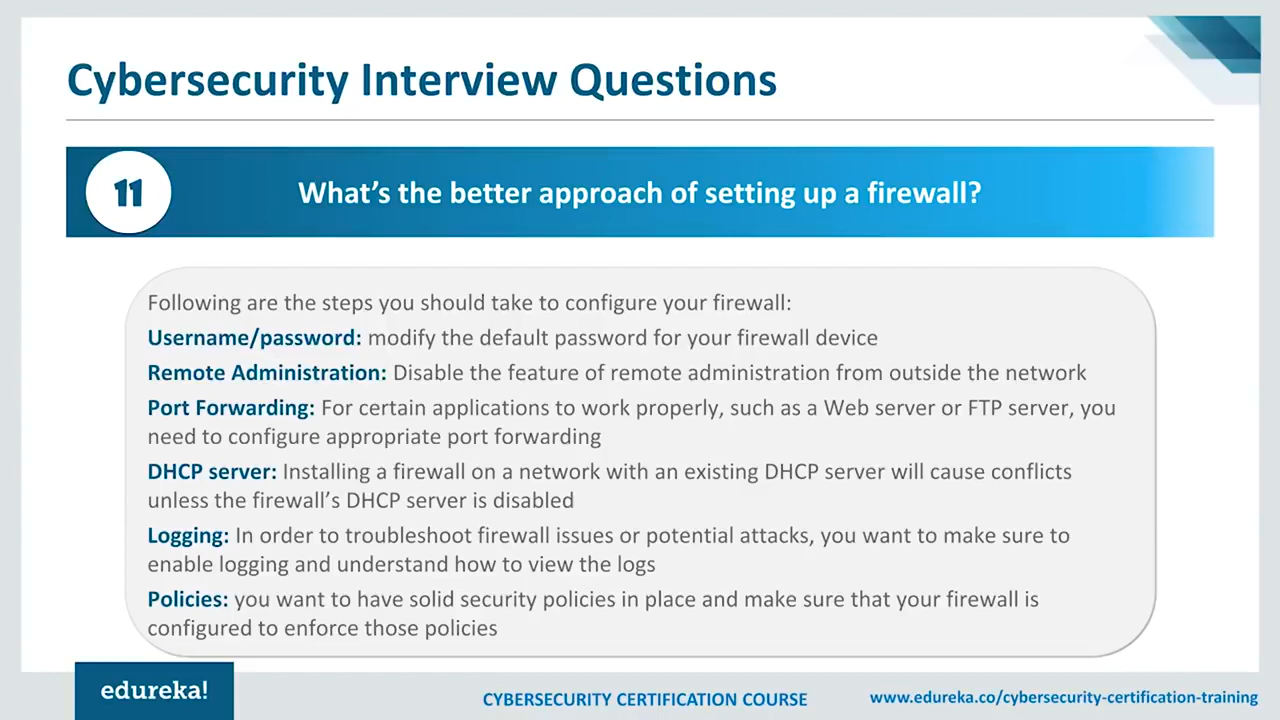 Cybersecurity Interview Questions
11
What’s the better approach of setting up a firewall?
Following are the steps you should take to configure your firewall:
Username/password: modify the default password for your firewall device
Remote Administration: Disable the feature of remote administration from outside the network
Port Forwarding: For certain applications to work properly, such as a Web server or FTP server, you
need to configure appropriate port forwarding
DHCP server: Installing a firewall on a network with an existing DHCP server will cause conflicts
unless the firewall’s DHCP server is disabled
Logging: In order to troubleshoot firewall issues or potential attacks, you want to make sure to
enable logging and understand how to view the logs
Policies: you want to have solid security policies in place and make sure that your firewall is
configured to enforce those policies
edureka!
CYBERSECURITY CERTIFICATION COURSE
www.edureka.co/cybersecurity-certification-training